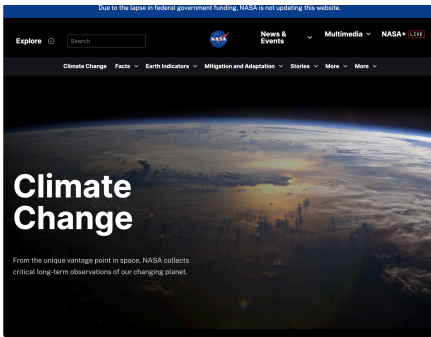 Due to the lapse in federal government funding, NASA is not updating this website.
Explore
Search
NASA
News &
Events
Multimedia
NASA+ LIVE
Climate Change Facts Earth Indicators Mitigation and Adaptation Stories More More
Climate
Change
From the unique vantage point in space, NASA collects
critical long-term observations of our changing planet.